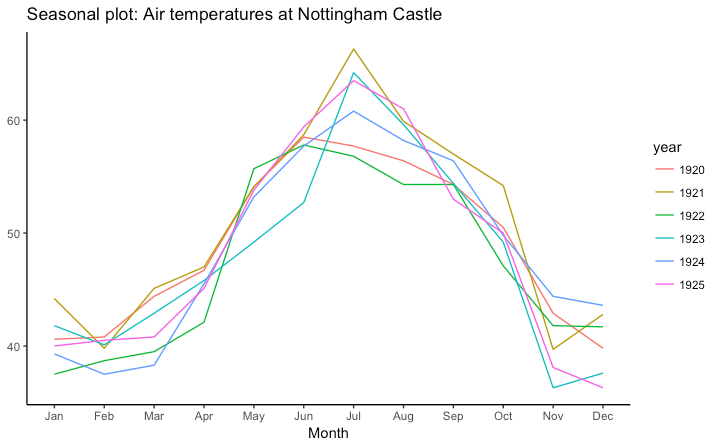 Seasonal plot: Air temperatures at Nottingham Castle
60
50
40
Jan Feb Mar Apr May Jun Jul Aug Sep Oct Nov Dec
Month
year
1920
1921
1922
1923
1924
1925